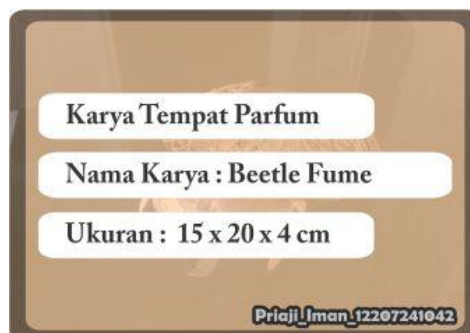 Karya Tempat Parfum
Nama Karya : Beetle Fume
Ukuran : 15 x 20 x 4 cm
Priaji_Iman_12207241042